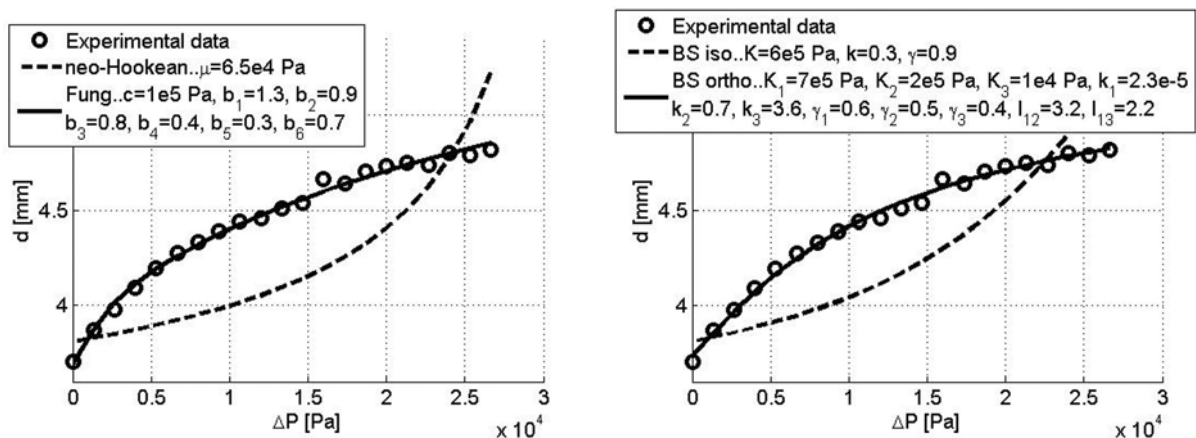 Experimental data
neo-Hookean..μ=6.5e4 Pa
Fung..c=1e5 Pa, b₁=1.3, b₂=0.9
b₃=0.8, b₄=0.4, b₅=0.3, b₆=0.7
d [mm]
4.5
4
0
0.5
1
1.5
2
2.5
3
ΔP [Pa]
x 10⁴
Experimental data
BS iso..K=6e5 Pa, k=0.3, γ=0.9
BS ortho..K₁=7e5 Pa, K₂=2e5 Pa, K₃=1e4 Pa, k₁=2.3e-5
k₂=0.7, k₃=3.6, γ₁=0.6, γ₂=0.5, γ₃=0.4, I₁₂=3.2, I₁₃=2.2
d [mm]
4.5
4
0
0.5
1
1.5
2
2.5
3
ΔP [Pa]
x 10⁴